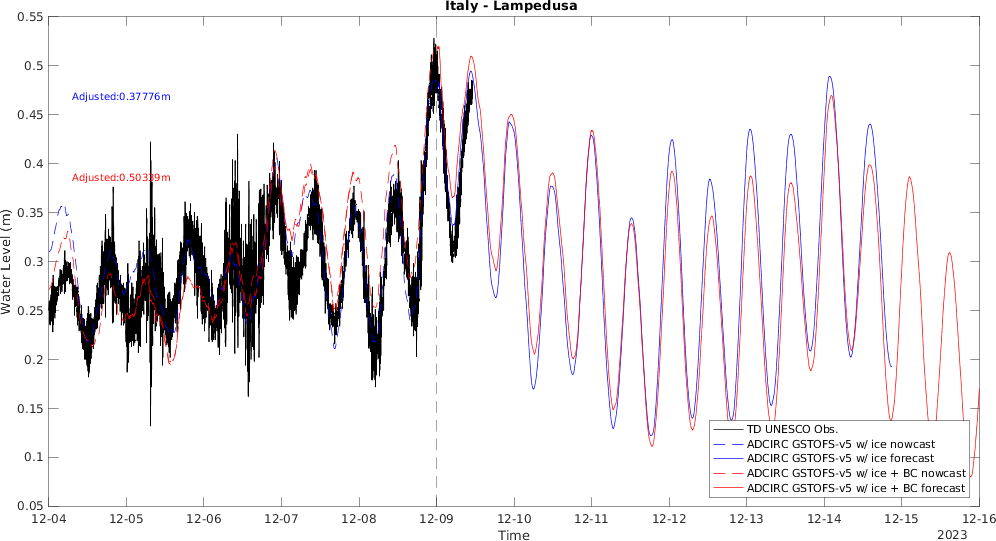 Italy - Lampedusa
0.55
0.5
0.45
0.4
0.35
0.3
0.25
0.2
0.15
0.1
0.05
Water Level (m)
Adjusted:0.37776m
Adjusted:0.50339m
TD UNESCO Obs.
ADCIRC GSTOFS-v5 w/ ice nowcast
ADCIRC GSTOFS-v5 w/ ice forecast
ADCIRC GSTOFS-v5 w/ ice + BC nowcast
ADCIRC GSTOFS-v5 w/ ice + BC forecast
12-04 12-05 12-06 12-07 12-08 12-09 12-10 12-11 12-12 12-13 12-14 12-15 12-16
Time
2023